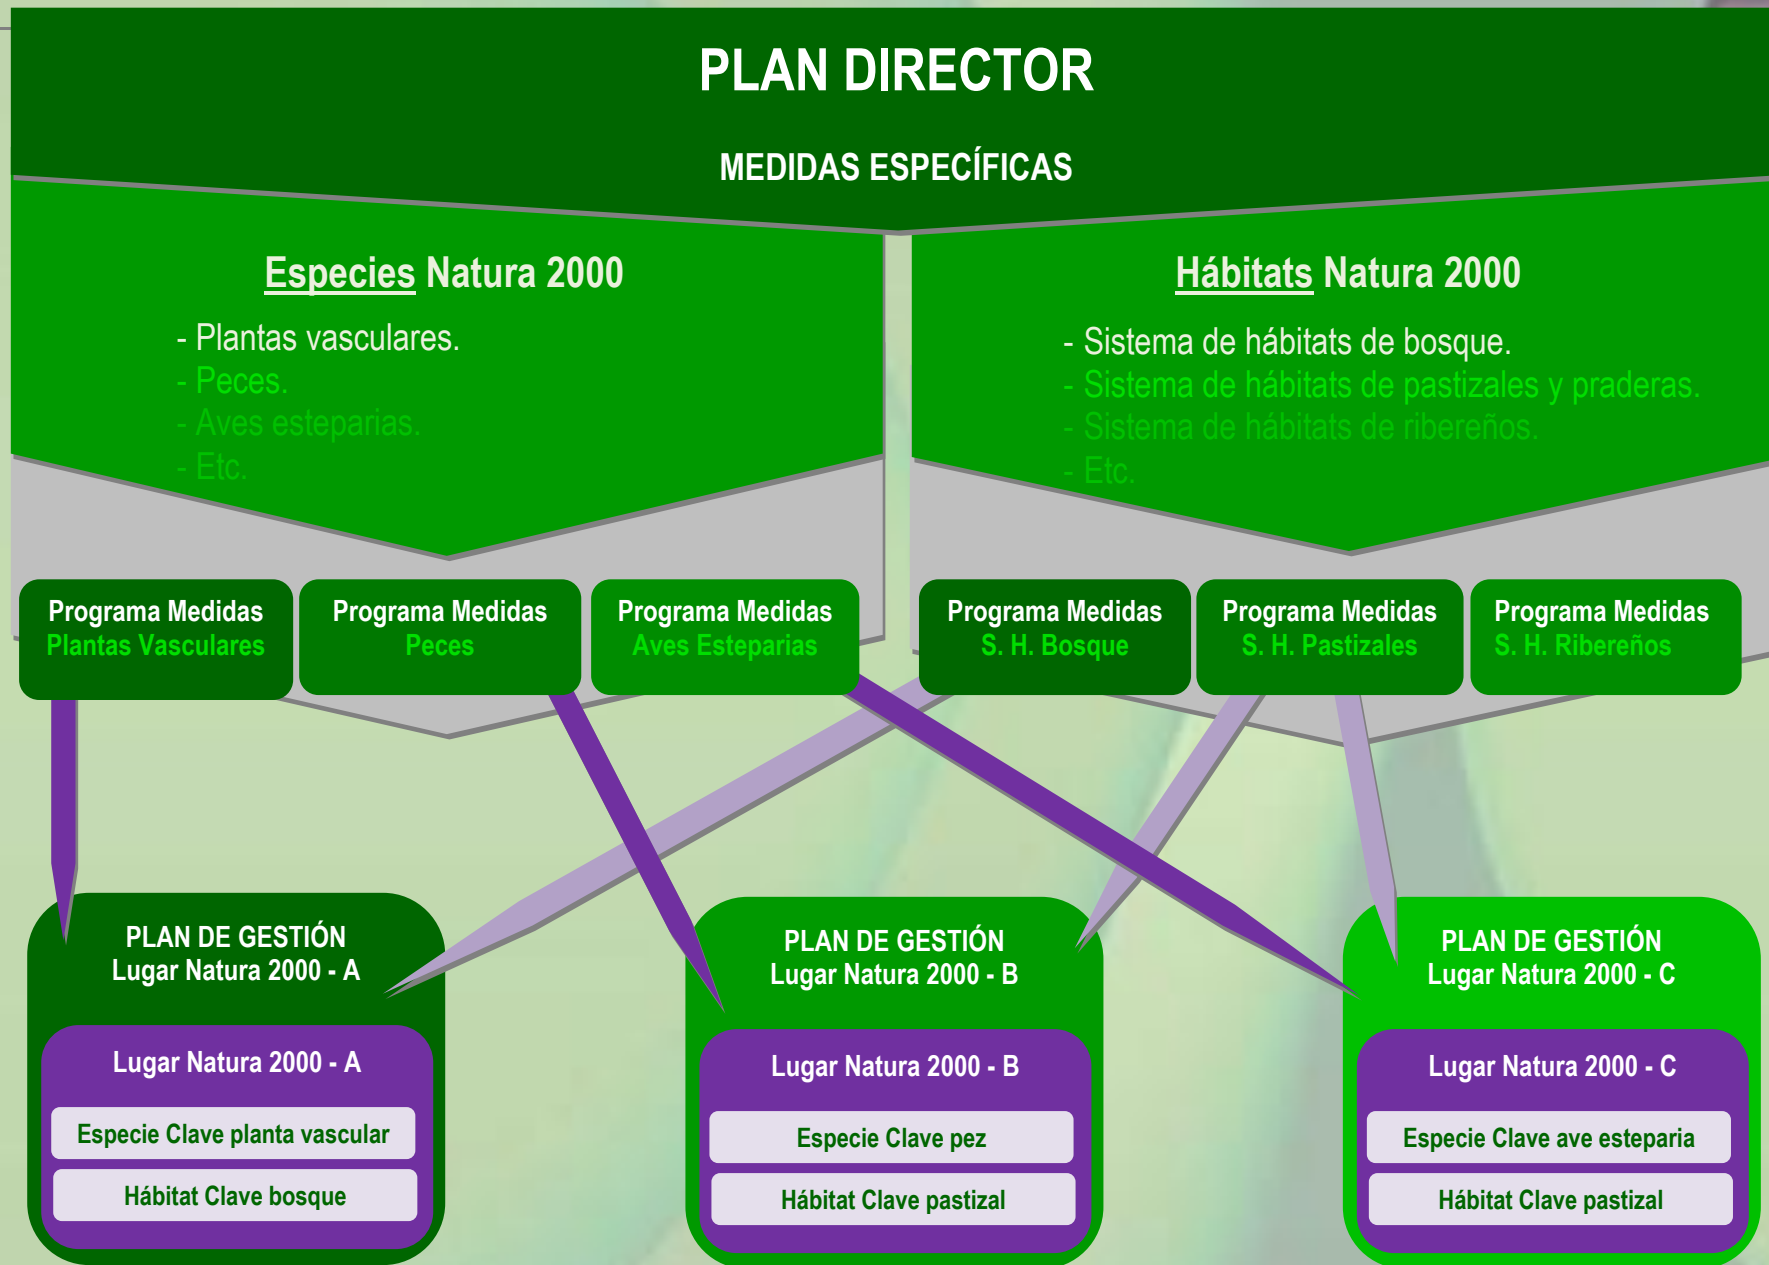 PLAN DIRECTOR
MEDIDAS ESPECÍFICAS
Especies Natura 2000
- Plantas vasculares.
- Peces.
- Aves esteparias.
- Etc.
Hábitats Natura 2000
- Sistema de hábitats de bosque.
- Sistema de hábitats de pastizales y praderas.
- Sistema de hábitats de ribereños.
- Etc.
Programa Medidas
Plantas Vasculares
Programa Medidas
Peces
Programa Medidas
Aves Esteparias
Programa Medidas
S. H. Bosque
Programa Medidas
S. H. Pastizales
Programa Medidas
S. H. Ribereños
PLAN DE GESTIÓN
Lugar Natura 2000 - A
Lugar Natura 2000 - A
Especie Clave planta vascular
Hábitat Clave bosque
PLAN DE GESTIÓN
Lugar Natura 2000 - B
Lugar Natura 2000 - B
Especie Clave pez
Hábitat Clave pastizal
PLAN DE GESTIÓN
Lugar Natura 2000 - C
Lugar Natura 2000 - C
Especie Clave ave esteparia
Hábitat Clave pastizal